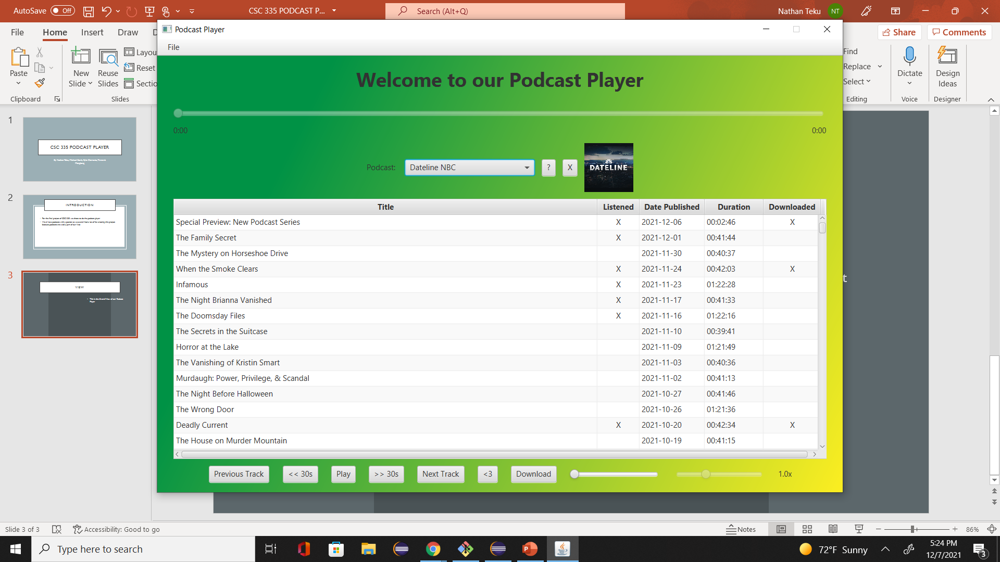 AutoSave Off CSC 335 PODCAST P... Search (Alt+Q) Nathan Teku NT
File Home Insert Draw D Share Comments
Paste
Clipboard
New Slide
Reuse Slides
Layou
Reset
Sectio
Slides
Find
Replace
Select
Editing
Dictate
Voice
Design Ideas
Designer
1
CSC 335 PODCAST PLAYER
2
INTRODUCTION
3
VIEW
This is the Overall View of our Podcast
Player
Podcast Player
File
Welcome to our Podcast Player
0:00 0:00
Podcast: Dateline NBC ? X DATELINE
Title Listened Date Published Duration Downloaded
Special Preview: New Podcast Series X 2021-12-06 00:02:46 X
The Family Secret X 2021-12-01 00:41:44
The Mystery on Horseshoe Drive 2021-11-30 00:40:37
When the Smoke Clears X 2021-11-24 00:42:03 X
Infamous X 2021-11-23 01:22:28
The Night Brianna Vanished X 2021-11-17 00:41:33
The Doomsday Files X 2021-11-16 01:22:16
The Secrets in the Suitcase 2021-11-10 00:39:41
Horror at the Lake 2021-11-09 01:21:49
The Vanishing of Kristin Smart 2021-11-03 00:40:36
Murdaugh: Power, Privilege, & Scandal 2021-11-02 00:41:13
The Night Before Halloween 2021-10-27 00:41:46
The Wrong Door 2021-10-26 01:21:36
Deadly Current X 2021-10-20 00:42:34 X
The House on Murder Mountain 2021-10-19 00:41:15
Previous Track << 30s Play >> 30s Next Track <3 Download 1.0x
t
Slide 3 of 3 Accessibility: Good to go Notes 86%
Type here to search 72°F Sunny 5:24 PM
12/7/2021 3